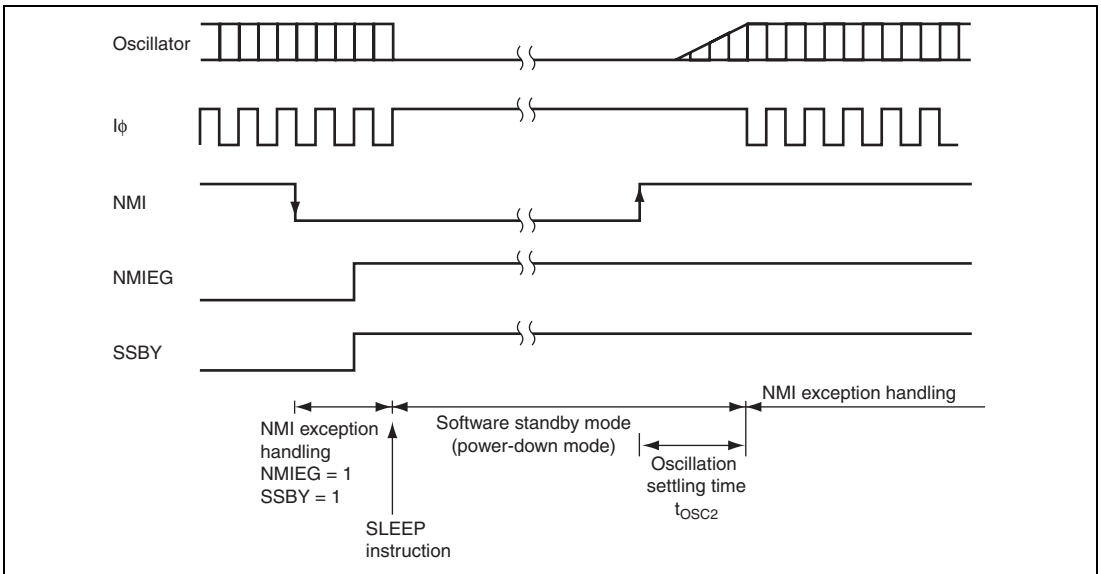 Oscillator
Iϕ
NMI
NMIEG
SSBY
NMI exception
handling
NMIEG = 1
SSBY = 1
SLEEP
instruction
Software standby mode
(power-down mode)
Oscillation
settling time
tOSC2
NMI exception handling